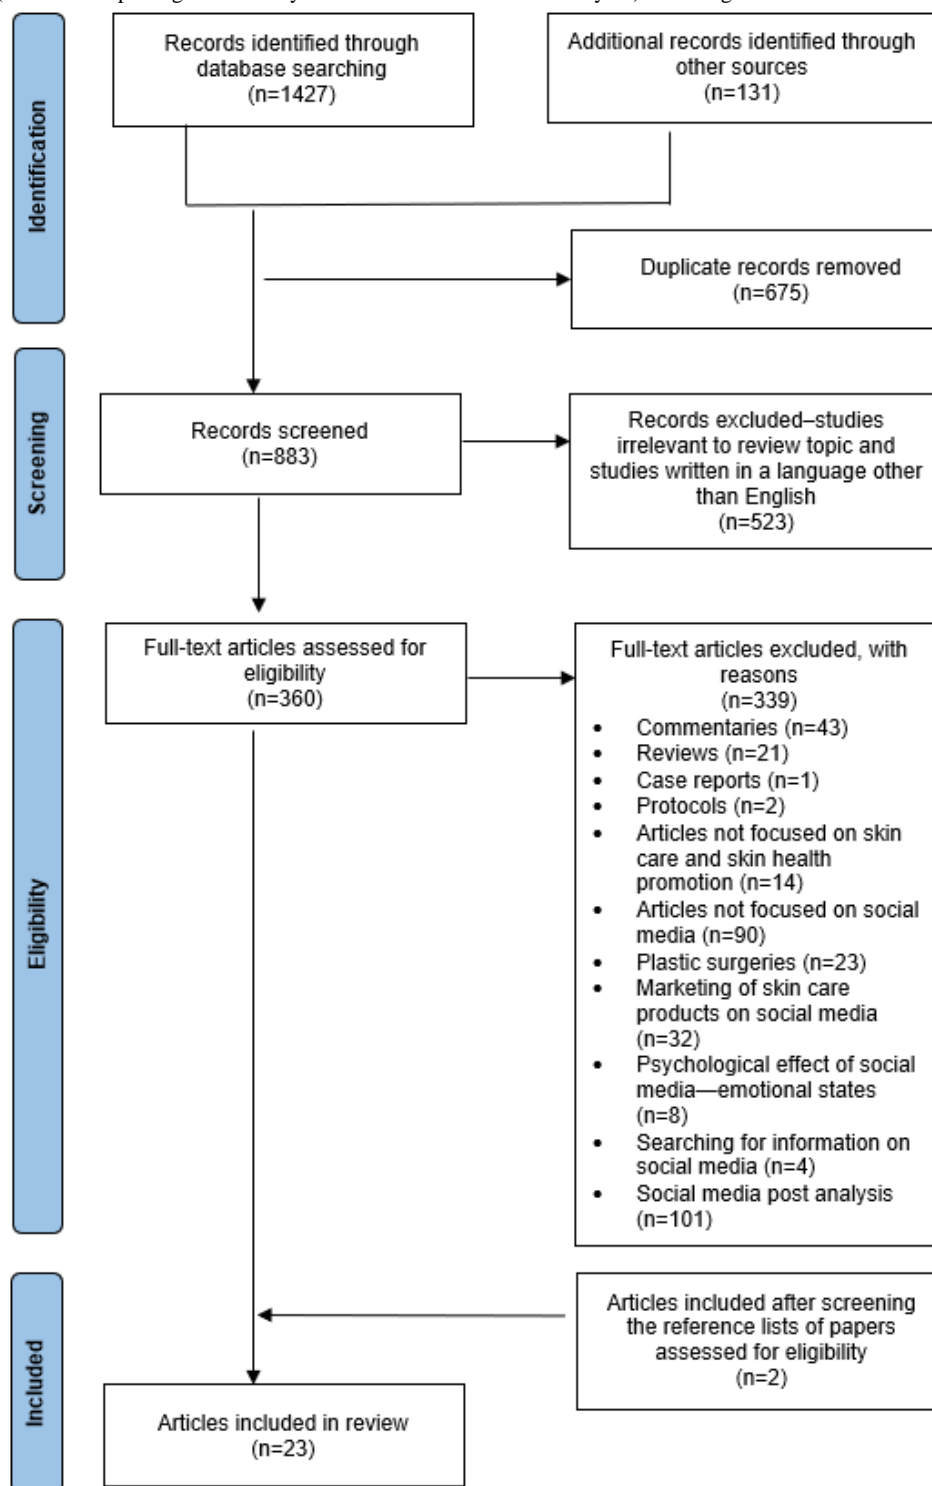 Records identified through
database searching
(n=1427)
Additional records identified through
other sources
(n=131)
Identification
Duplicate records removed
(n=675)
Screening
Records screened
(n=883)
Records excluded–studies
irrelevant to review topic and
studies written in a language other
than English
(n=523)
Eligibility
Full-text articles assessed for
eligibility
(n=360)
Full-text articles excluded, with
reasons
(n=339)
• Commentaries (n=43)
• Reviews (n=21)
• Case reports (n=1)
• Protocols (n=2)
• Articles not focused on skin
care and skin health
promotion (n=14)
• Articles not focused on social
media (n=90)
• Plastic surgeries (n=23)
• Marketing of skin care
products on social media
(n=32)
• Psychological effect of social
media—emotional states
(n=8)
• Searching for information on
social media (n=4)
• Social media post analysis
(n=101)
Included
Articles included after screening
the reference lists of papers
assessed for eligibility
(n=2)
Articles included in review
(n=23)